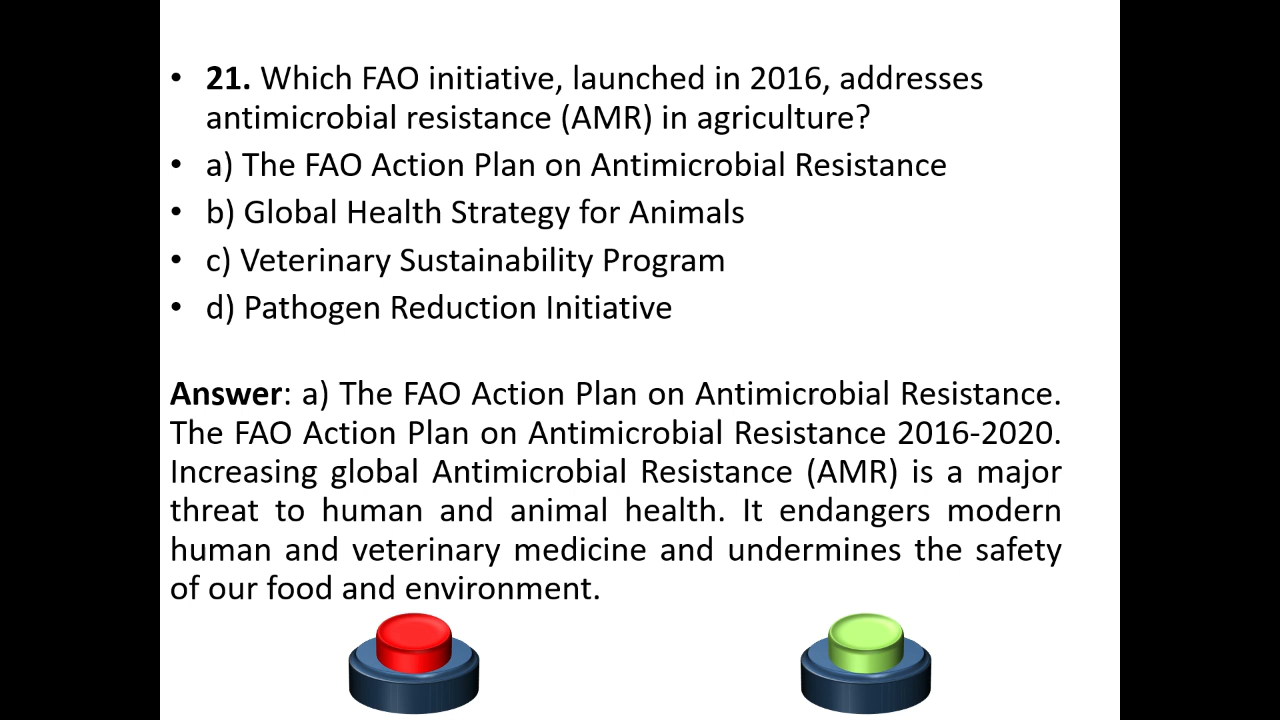 • 21. Which FAO initiative, launched in 2016, addresses
antimicrobial resistance (AMR) in agriculture?
• a) The FAO Action Plan on Antimicrobial Resistance
• b) Global Health Strategy for Animals
• c) Veterinary Sustainability Program
• d) Pathogen Reduction Initiative
Answer: a) The FAO Action Plan on Antimicrobial Resistance.
The FAO Action Plan on Antimicrobial Resistance 2016-2020.
Increasing global Antimicrobial Resistance (AMR) is a major
threat to human and animal health. It endangers modern
human and veterinary medicine and undermines the safety
of our food and environment.